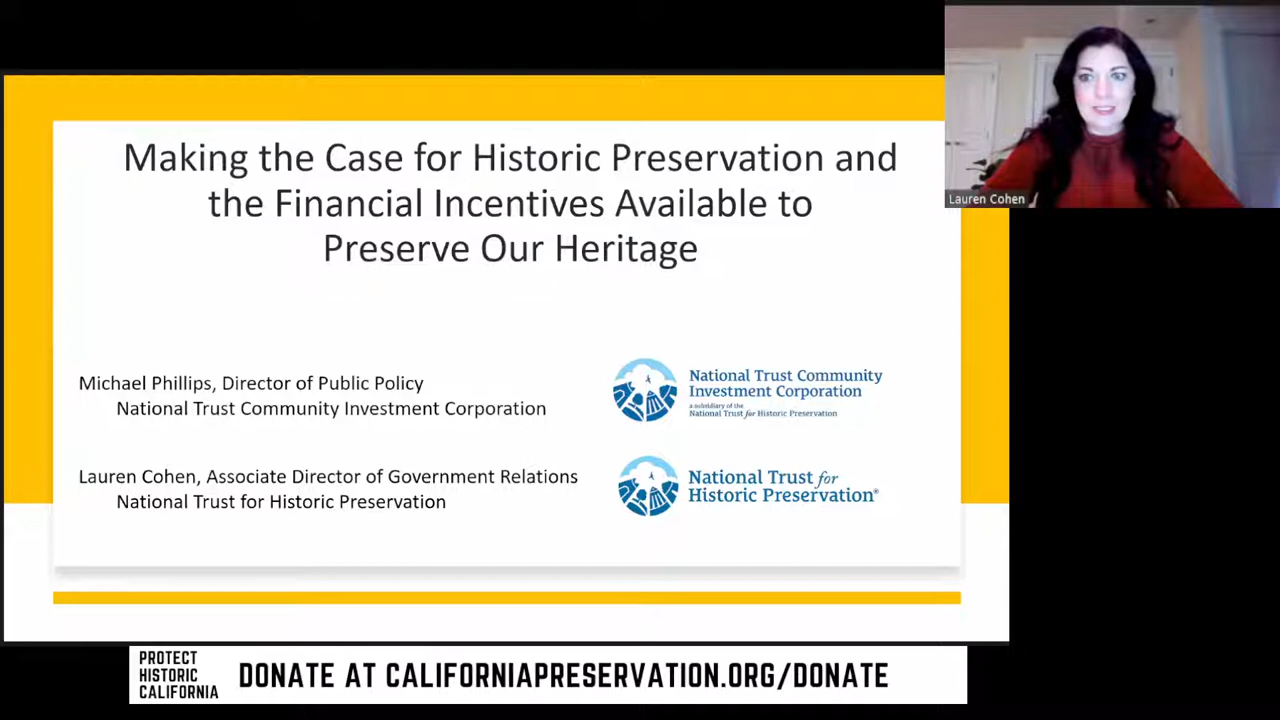 Making the Case for Historic Preservation and
the Financial Incentives Available to
Preserve Our Heritage
Lauren Cohen
Michael Phillips, Director of Public Policy
National Trust Community Investment Corporation
National Trust Community
Investment Corporation
a subsidiary of the
National Trust for Historic Preservation
Lauren Cohen, Associate Director of Government Relations
National Trust for Historic Preservation
National Trust for
Historic Preservation®
PROTECT
HISTORIC
CALIFORNIA
DONATE AT CALIFORNIAPRESERVATION.ORG/DONATE